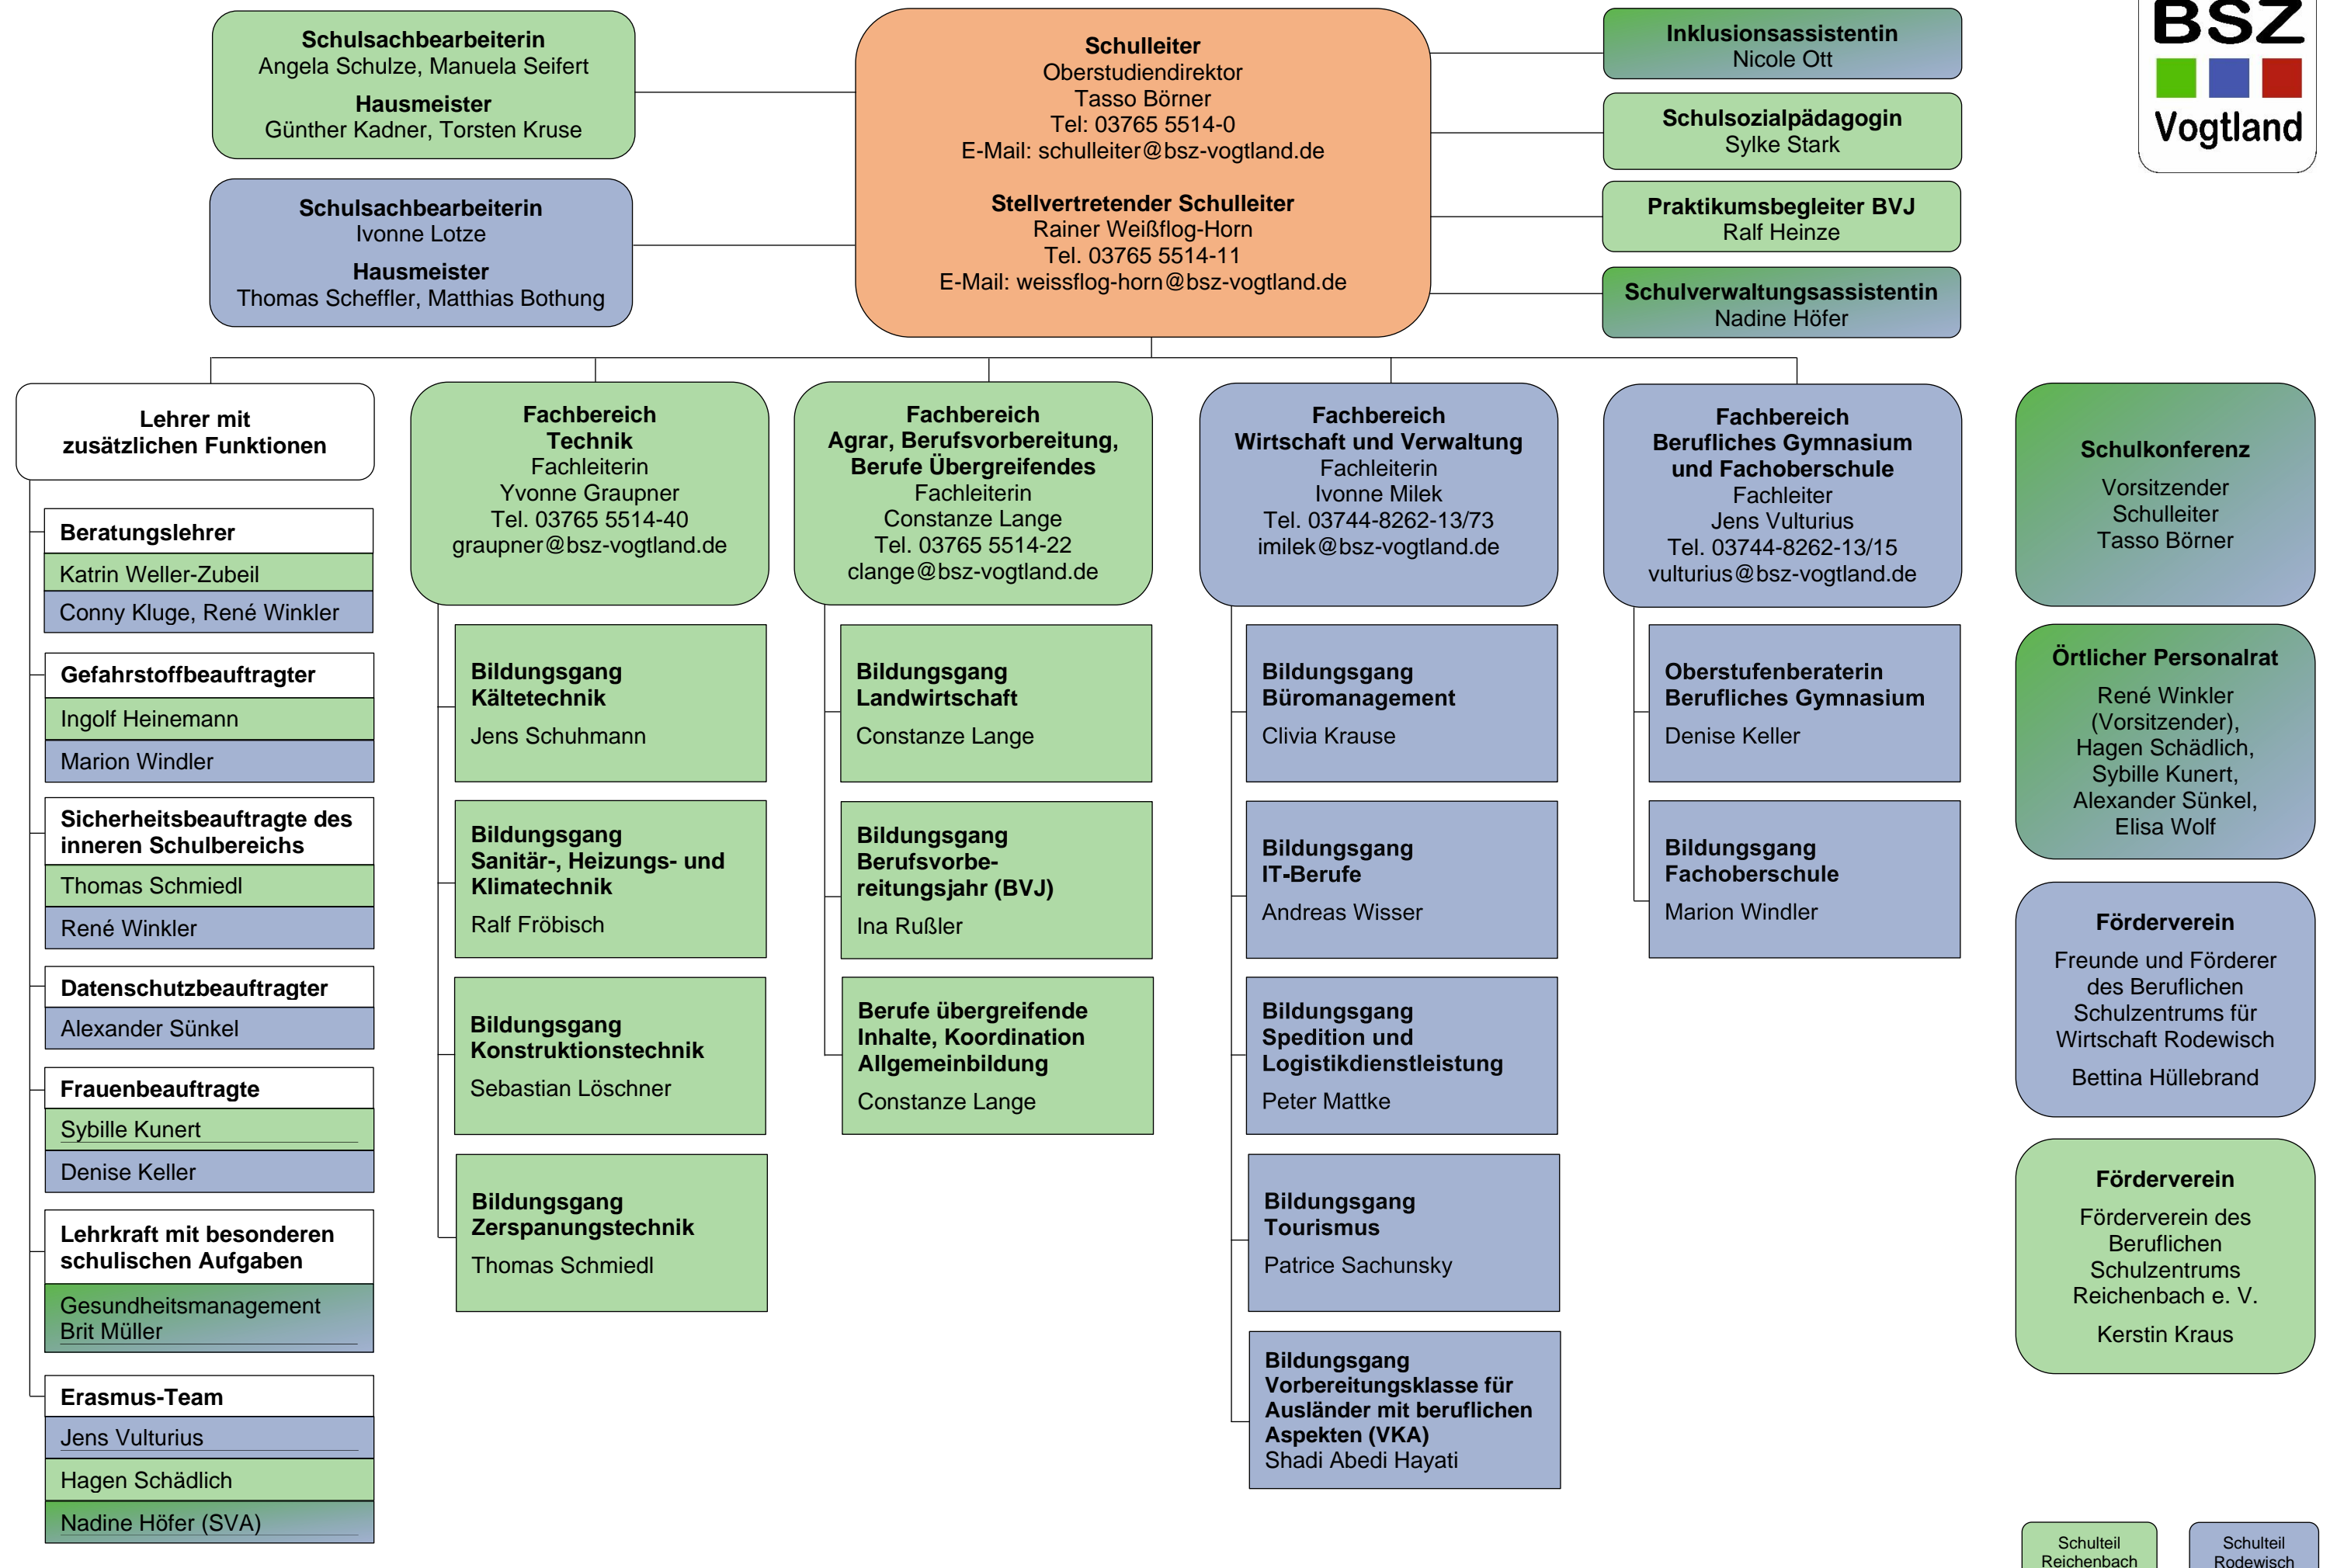 Schulsachbearbeiterin
Angela Schulze, Manuela Seifert
Hausmeister
Günther Kadner, Torsten Kruse
Schulsachbearbeiterin
Ivonne Lotze
Hausmeister
Thomas Scheffler, Matthias Bothung
Schulleiter
Oberstudiendirektor
Tasso Börner
Tel: 03765 5514-0
E-Mail: schulleiter@bsz-vogtland.de
Stellvertretender Schulleiter
Rainer Weißflog-Horn
Tel. 03765 5514-11
E-Mail: weissflog-horn@bsz-vogtland.de
Inklusionsassistentin
Nicole Ott
Schulsozialpädagogin
Sylke Stark
Praktikumsbegleiter BVJ
Ralf Heinze
Schulverwaltungsassistentin
Nadine Höfer
BSZ
Vogtland
Lehrer mit
zusätzlichen Funktionen
Beratungslehrer
Katrin Weller-Zubeil
Conny Kluge, René Winkler
Gefahrstoffbeauftragter
Ingolf Heinemann
Marion Windler
Sicherheitsbeauftragte des
inneren Schulbereichs
Thomas Schmiedl
René Winkler
Datenschutzbeauftragter
Alexander Sünkel
Frauenbeauftragte
Sybille Kunert
Denise Keller
Lehrkraft mit besonderen
schulischen Aufgaben
Gesundheitsmanagement
Brit Müller
Erasmus-Team
Jens Vulturius
Hagen Schädlich
Nadine Höfer (SVA)
Fachbereich
Technik
Fachleiterin
Yvonne Graupner
Tel. 03765 5514-40
graupner@bsz-vogtland.de
Bildungsgang
Kältetechnik
Jens Schuhmann
Bildungsgang
Sanitär-, Heizungs- und
Klimatechnik
Ralf Fröbisch
Bildungsgang
Konstruktionstechnik
Sebastian Löschner
Bildungsgang
Zerspanungstechnik
Thomas Schmiedl
Fachbereich
Agrar, Berufsvorbereitung,
Berufe Übergreifendes
Fachleiterin
Constanze Lange
Tel. 03765 5514-22
clange@bsz-vogtland.de
Bildungsgang
Landwirtschaft
Constanze Lange
Bildungsgang
Berufsvorbe-
reitungsjahr (BVJ)
Ina Rußler
Berufe übergreifende
Inhalte, Koordination
Allgemeinbildung
Constanze Lange
Fachbereich
Wirtschaft und Verwaltung
Fachleiterin
Ivonne Milek
Tel. 03744-8262-13/73
imilek@bsz-vogtland.de
Bildungsgang
Büromanagement
Clivia Krause
Bildungsgang
IT-Berufe
Andreas Wisser
Bildungsgang
Spedition und
Logistikdienstleistung
Peter Mattke
Bildungsgang
Tourismus
Patrice Sachunsky
Bildungsgang
Vorbereitungsklasse für
Ausländer mit beruflichen
Aspekten (VKA)
Shadi Abedi Hayati
Fachbereich
Berufliches Gymnasium
und Fachoberschule
Fachleiter
Jens Vulturius
Tel. 03744-8262-13/15
vulturius@bsz-vogtland.de
Oberstufenberaterin
Berufliches Gymnasium
Denise Keller
Bildungsgang
Fachoberschule
Marion Windler
Schulkonferenz
Vorsitzender
Schulleiter
Tasso Börner
Örtlicher Personalrat
René Winkler
(Vorsitzender),
Hagen Schädlich,
Sybille Kunert,
Alexander Sünkel,
Elisa Wolf
Förderverein
Freunde und Förderer
des Beruflichen
Schulzentrums für
Wirtschaft Rodewisch
Bettina Hüllebrand
Förderverein
Förderverein des
Beruflichen
Schulzentrums
Reichenbach e. V.
Kerstin Kraus
Schulteil
Reichenbach
Schulteil
Rodewisch